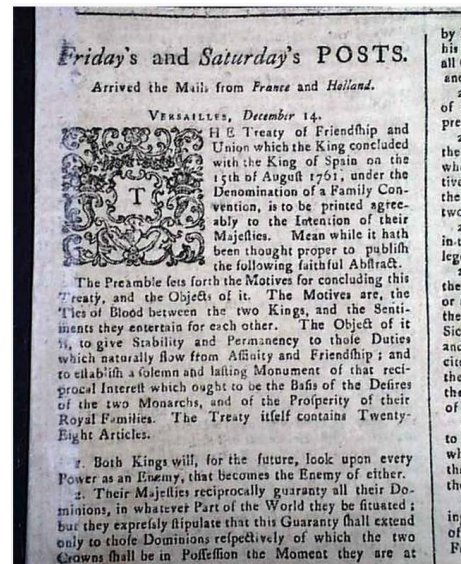 Friday's and Saturday's POSTS.
Arrived the Mails from France and Holland.
VERSAILLES, December 14.
THE Treaty of Friendſhip and
Union which the King concluded
with the King of Spain on the
15th of Auguſt 1761, under the
Denomination of a Family Con-
vention, is to be printed agree-
ably to the Intention of their
Majeſties. Mean while it hath
been thought proper to publiſh
the following faithful Abſtract.
The Preamble ſets forth the Motives for concluding this
Treaty, and the Objects of it. The Motives are, the
Ties of Blood between the two Kings, and the Senti-
ments they entertain for each other. The Object of it
is, to give Stability and Permanency to thoſe Duties
which naturally flow from Affinity and Friendſhip; and
to eſtabliſh a ſolemn and laſting Monument of that reci-
procal Intereſt which ought to be the Baſis of the Deſires
of the two Monarchs, and of the Proſperity of their
Royal Families. The Treaty itſelf contains Twenty-
Eight Articles.
1. Both Kings will, for the future, look upon every
Power as an Enemy, that becomes the Enemy of either.
2. Their Majeſties reciprocally guaranty all their Do-
minions, in whatever Part of the World they be ſituated;
but they expreſsly ſtipulate that this Guaranty ſhall extend
only to thoſe Dominions reſpectively of which the two
Crowns ſhall be in Poſſeſſion the Moment they are at
by
his
all
of
pre
the
two